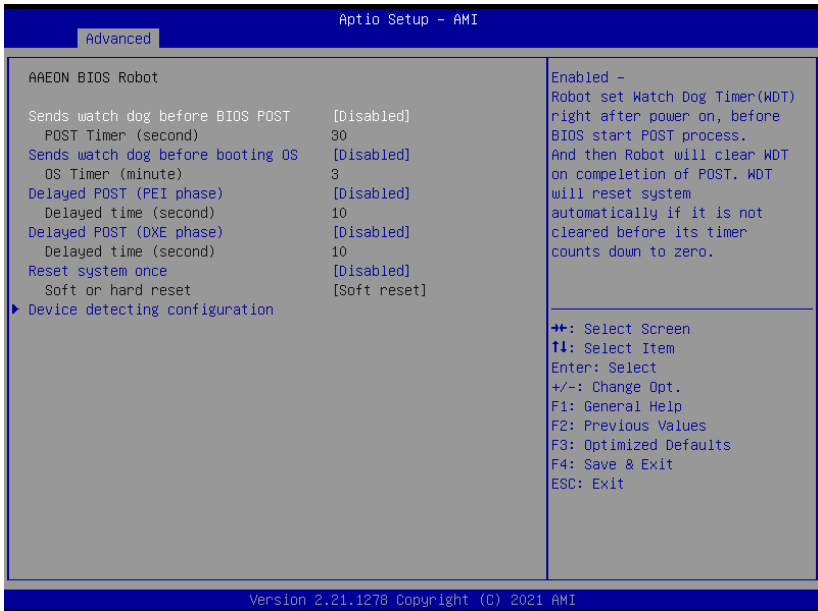 Aptio Setup – AMI
Advanced
AAEON BIOS Robot
Sends watch dog before BIOS POST [Disabled]
POST Timer (second) 30
Sends watch dog before booting OS [Disabled]
OS Timer (minute) 3
Delayed POST (PEI phase) [Disabled]
Delayed time (second) 10
Delayed POST (DXE phase) [Disabled]
Delayed time (second) 10
Reset system once [Disabled]
Soft or hard reset [Soft reset]
Device detecting configuration
Enabled –
Robot set Watch Dog Timer(WDT)
right after power on, before
BIOS start POST process.
And then Robot will clear WDT
on compeletion of POST. WDT
will reset system
automatically if it is not
cleared before its timer
counts down to zero.
→←: Select Screen
↑↓: Select Item
Enter: Select
+/-: Change Opt.
F1: General Help
F2: Previous Values
F3: Optimized Defaults
F4: Save & Exit
ESC: Exit
Version 2.21.1278 Copyright (C) 2021 AMI